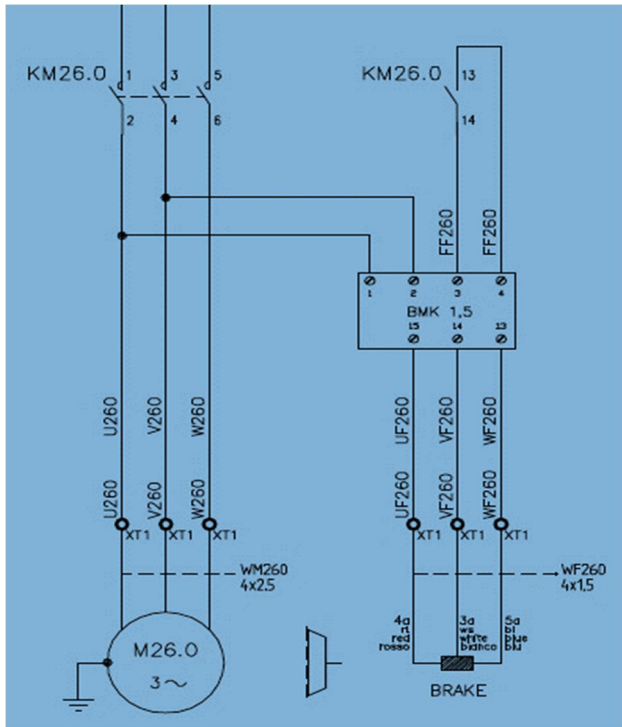 KM26.0
1
3
5
2
4
6
KM26.0
13
14
FF260
FF260
1
2
3
4
BMK 1,5
15
14
13
U260
V260
W260
UF260
VF260
WF260
U260
V260
W260
UF260
VF260
WF260
XT1
XT1
XT1
XT1
XT1
XT1
WM260
4x2.5
WF260
4x1,5
4a
rt
red
rosso
3a
ws
white
bianco
5a
bl
blue
blu
M26.0
3~
BRAKE